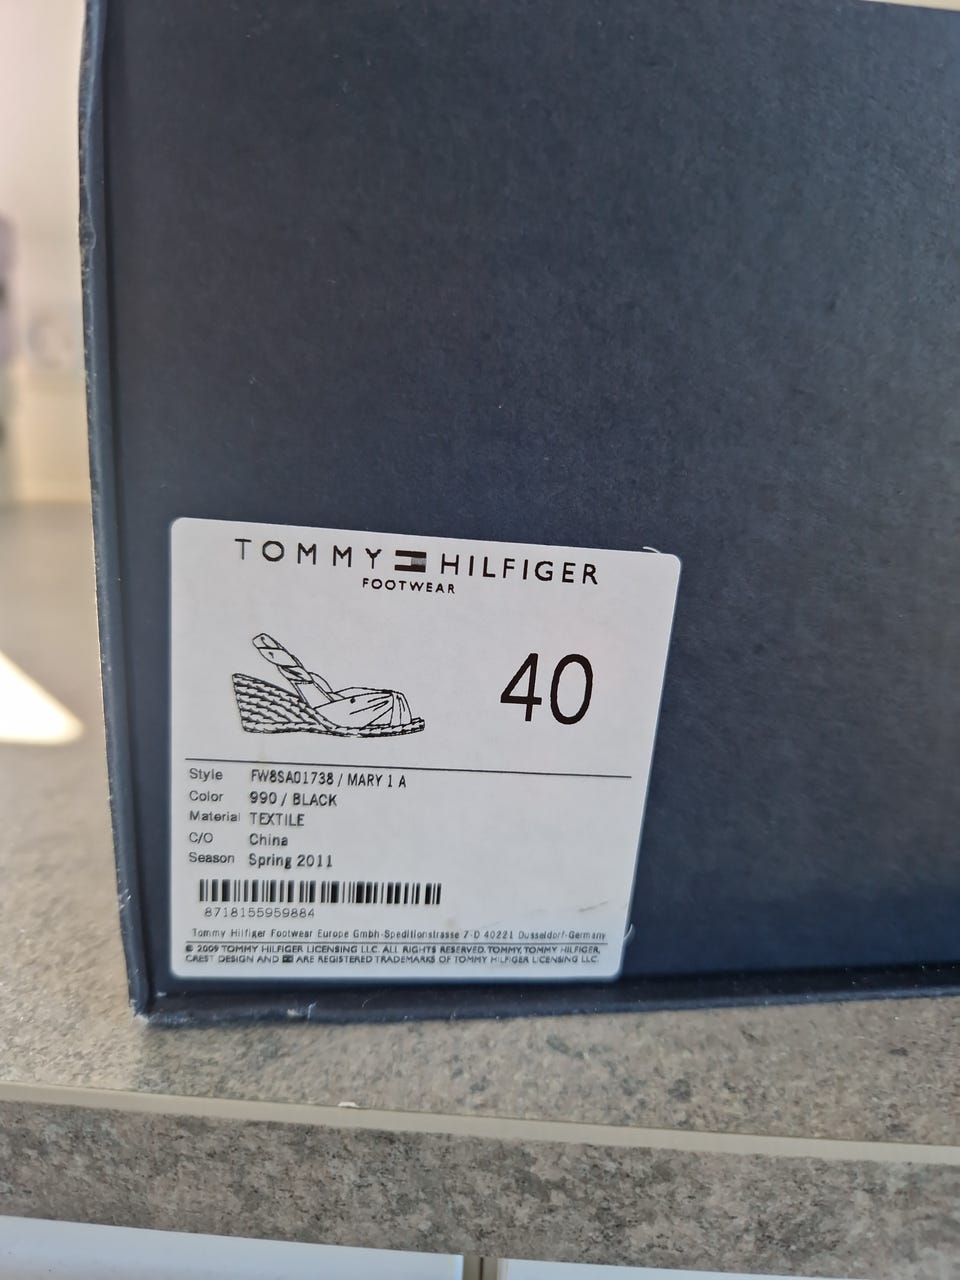 TOMMY HILFIGER
FOOTWEAR
40
Style FW8SA01738 / MARY 1 A
Color 990 / BLACK
Material TEXTILE
C/O China
Season Spring 2011
8718155959884
Tommy Hilfiger Footwear Europe Gmbh-Speditionstrasse 7-D 40221 Dusseldorf-Germany
© 2009 TOMMY HILFIGER LICENSING LLC. ALL RIGHTS RESERVED. TOMMY, TOMMY HILFIGER,
CREST DESIGN AND ARE REGISTERED TRADEMARKS OF TOMMY HILFIGER LICENSING LLC.